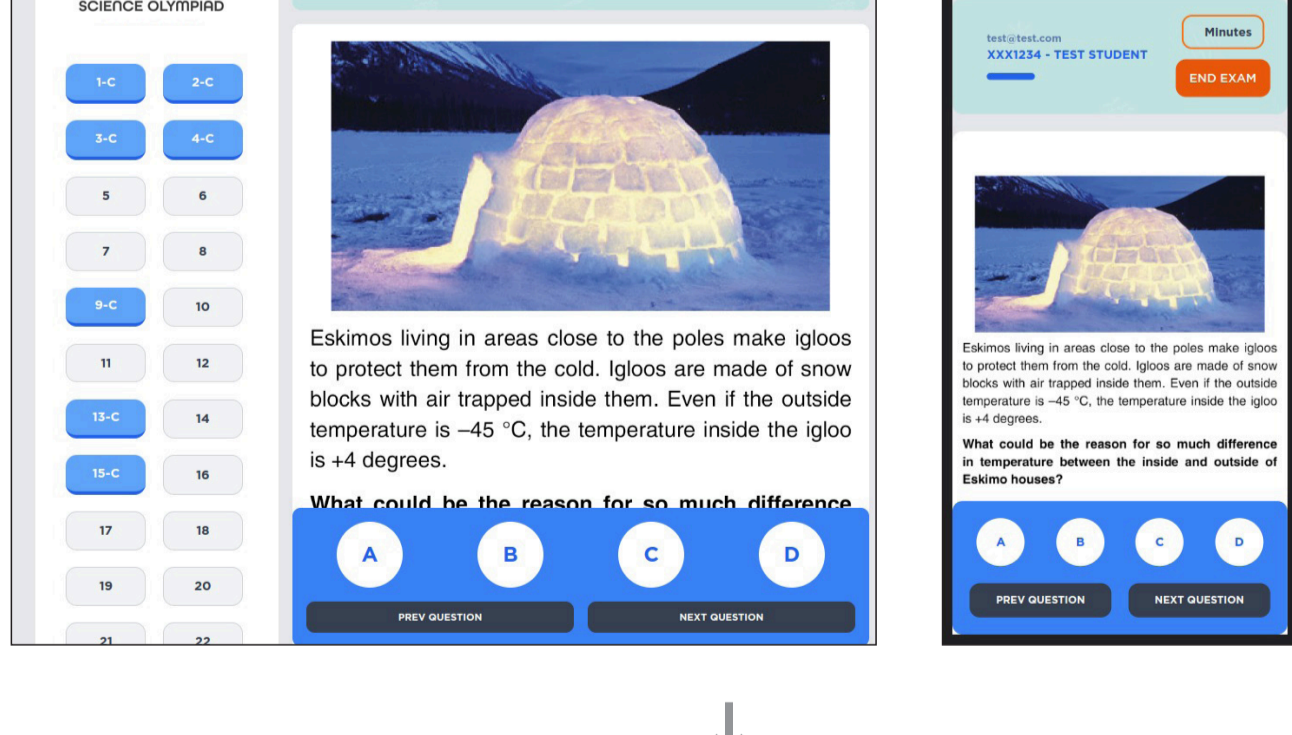 SCIENCE OLYMPIAD
1-C 2-C
3-C 4-C
5 6
7 8
9-C 10
11 12
13-C 14
15-C 16
17 18
19 20
21 22
Eskimos living in areas close to the poles make igloos
to protect them from the cold. Igloos are made of snow
blocks with air trapped inside them. Even if the outside
temperature is –45 °C, the temperature inside the igloo
is +4 degrees.
What could be the reason for so much difference
A B C D
PREV QUESTION NEXT QUESTION
test@test.com
XXX1234 - TEST STUDENT
Minutes
END EXAM
Eskimos living in areas close to the poles make igloos
to protect them from the cold. Igloos are made of snow
blocks with air trapped inside them. Even if the outside
temperature is –45 °C, the temperature inside the igloo
is +4 degrees.
What could be the reason for so much difference
in temperature between the inside and outside of
Eskimo houses?
A B C D
PREV QUESTION NEXT QUESTION